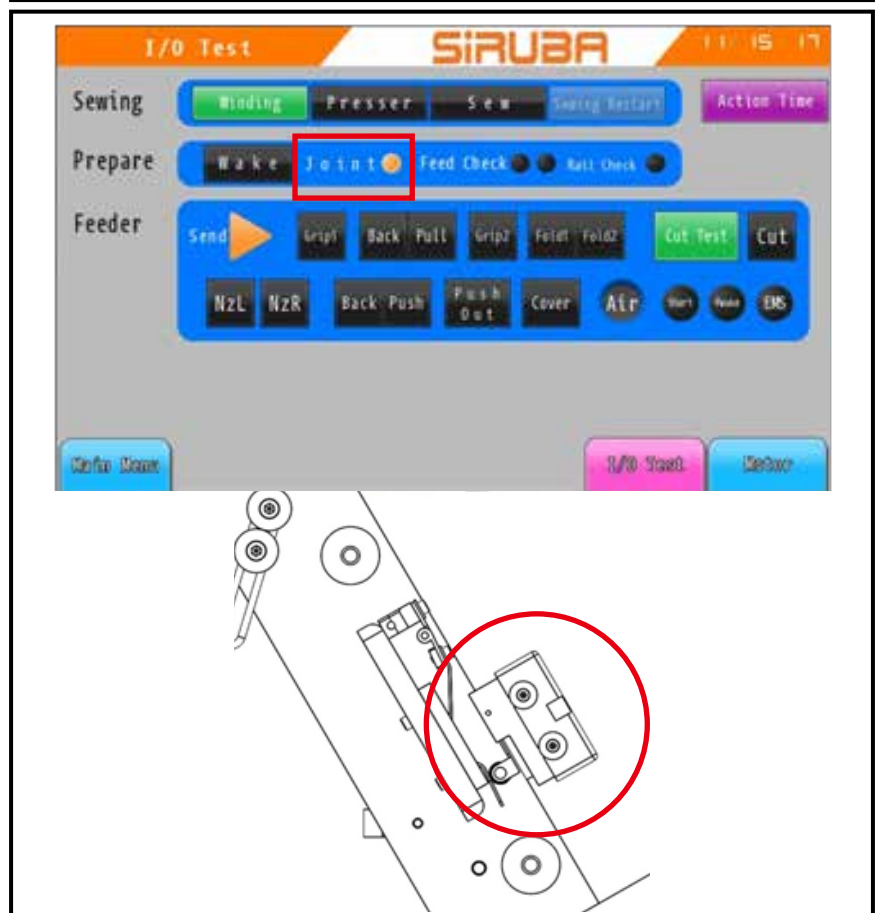 I/O Test SiRUBA 11 15 17
Sewing Winding Presser Sew Sewing Restart Action Time
Prepare Wake Joint Feed Check Rail Check
Feeder Send Grip1 Back Pull Grip2 Fold1 Fold2 Cut Test Cut
NzL NzR Back Push Push Out Cover Air Start EMS
Main Menu I/O Test Motor